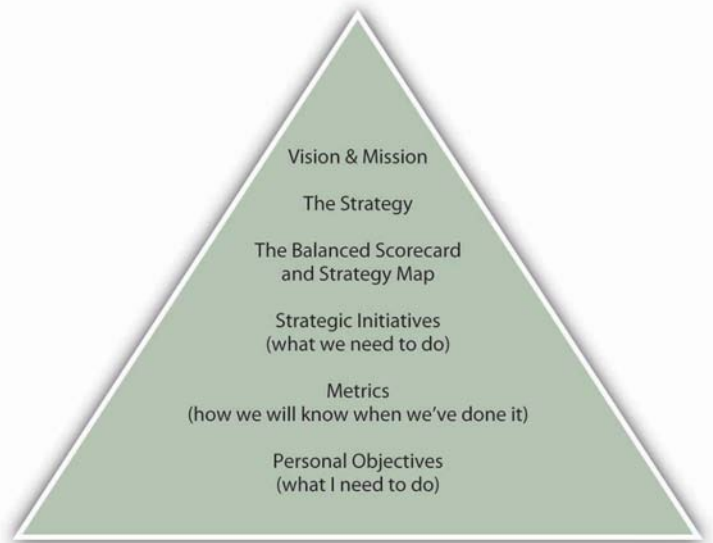 Vision & Mission
The Strategy
The Balanced Scorecard
and Strategy Map
Strategic Initiatives
(what we need to do)
Metrics
(how we will know when we’ve done it)
Personal Objectives
(what I need to do)